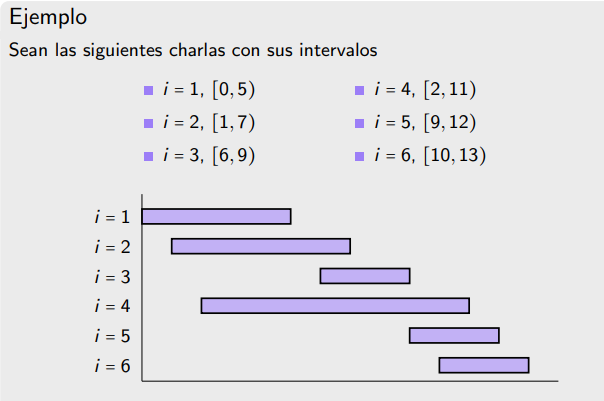 Ejemplo
Sean las siguientes charlas con sus intervalos
i = 1, [0, 5)
i = 2, [1, 7)
i = 3, [6, 9)
i = 4, [2, 11)
i = 5, [9, 12)
i = 6, [10, 13)
i = 1
i = 2
i = 3
i = 4
i = 5
i = 6